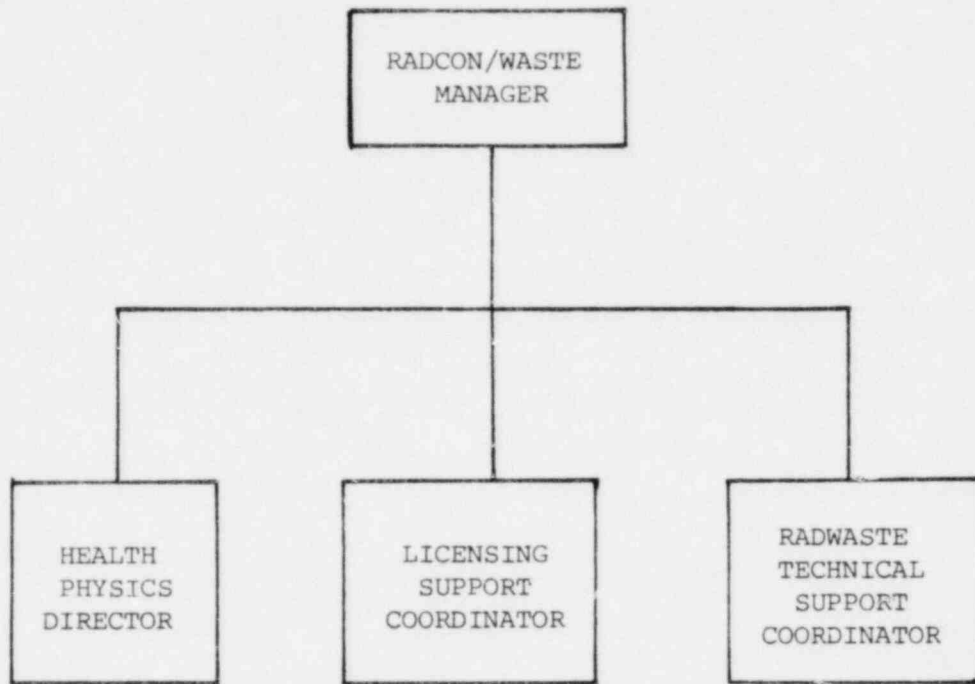 RADCON/WASTE
MANAGER
HEALTH
PHYSICS
DIRECTOR
LICENSING
SUPPORT
COORDINATOR
RADWASTE
TECHNICAL
SUPPORT
COORDINATOR